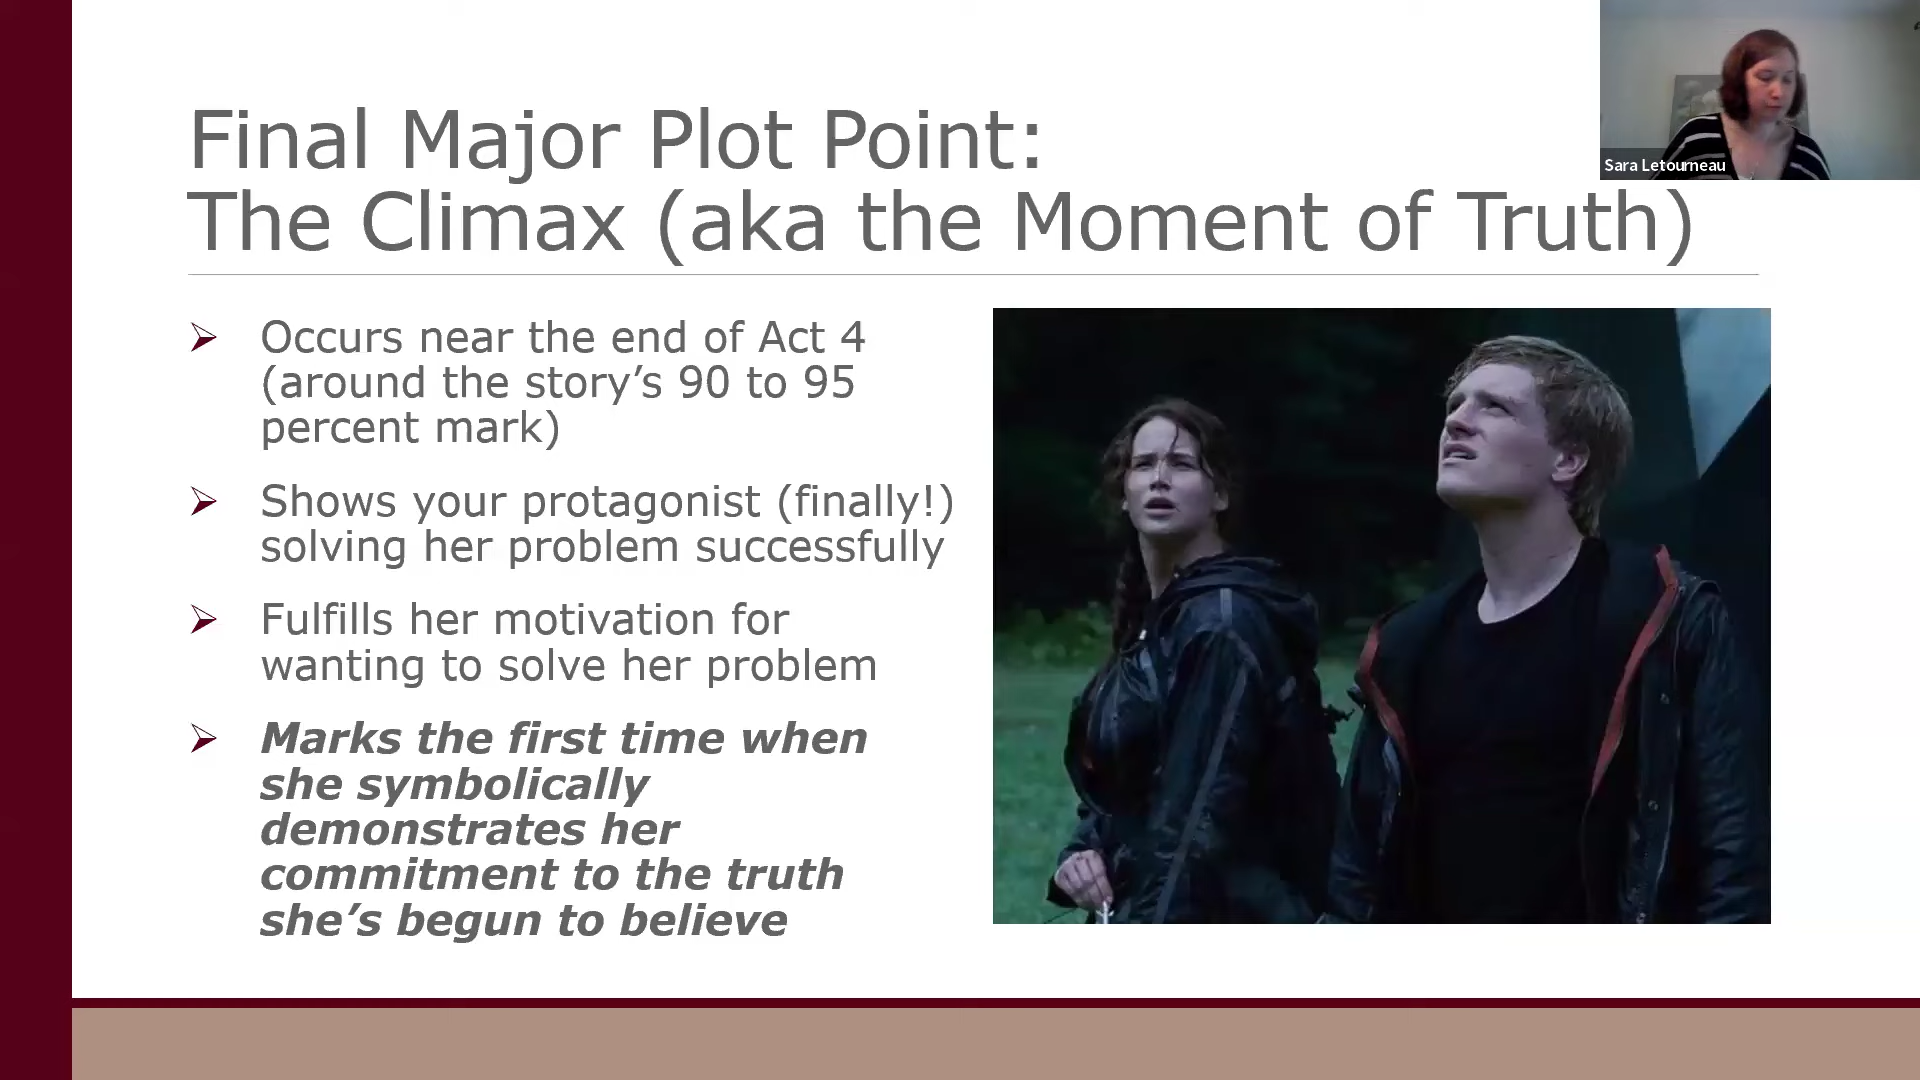 Final Major Plot Point:
The Climax (aka the Moment of Truth)
Sara Letourneau
Occurs near the end of Act 4
(around the story’s 90 to 95
percent mark)
Shows your protagonist (finally!)
solving her problem successfully
Fulfills her motivation for
wanting to solve her problem
Marks the first time when
she symbolically
demonstrates her
commitment to the truth
she’s begun to believe